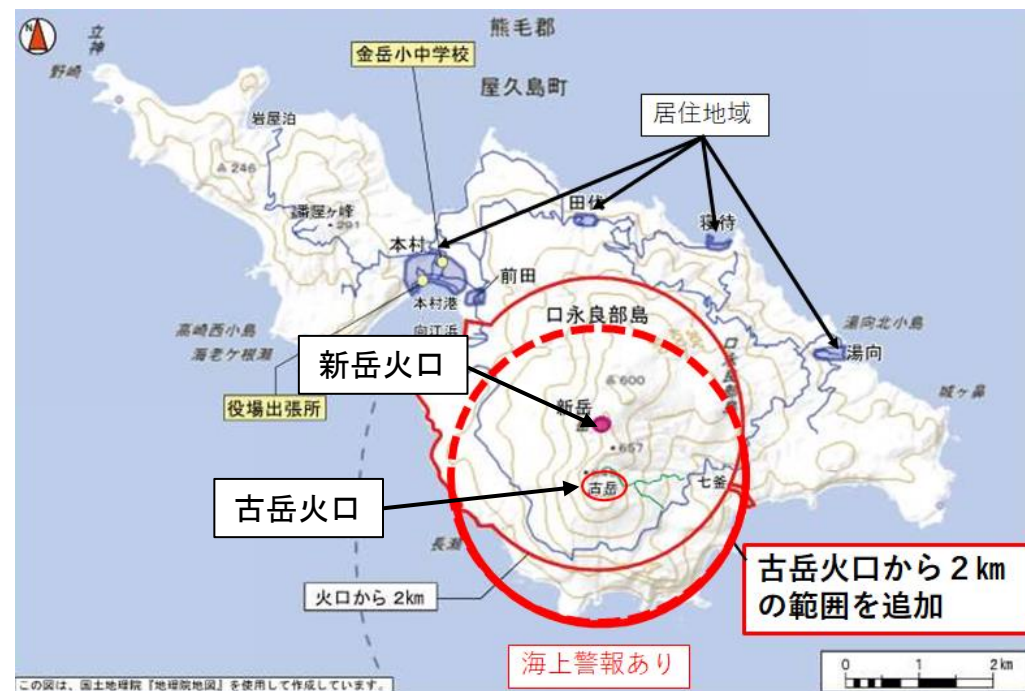 N
立神
野崎
熊毛郡
金岳小中学校
屋久島町
岩屋泊
居住地域
246
番屋ヶ峰
291
田代
寝待
本村
前田
本村港
向江浜
口永良部島
高崎西小島
海老ケ根瀬
湯向北小島
湯向
新岳火口
600
役場出張所
新岳
城ケ鼻
657
古岳
七釜
古岳火口
長瀬
火口から 2km
古岳火口から2km
の範囲を追加
海上警報あり
0 1 2km
この図は、国土地理院『地理院地図』を使用して作成しています。